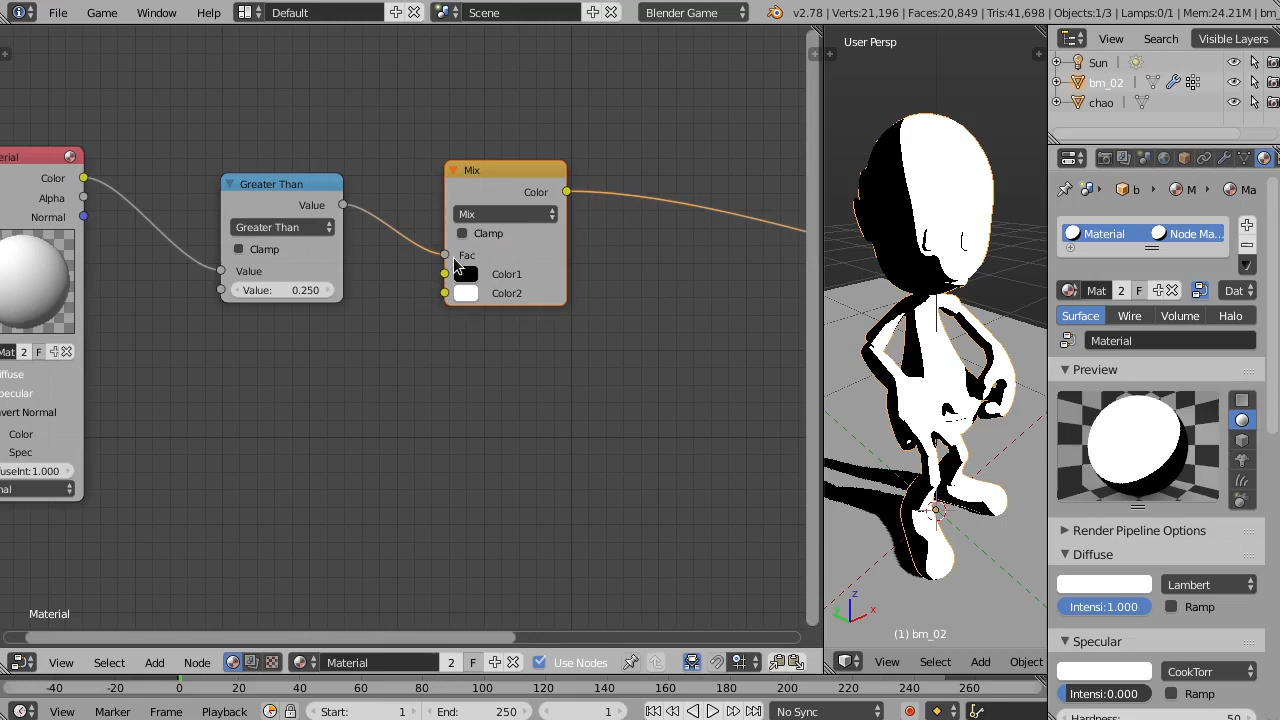 File Game Window Help Default Scene Blender Game v2.78 | Verts:21,196 | Faces:20,849 | Tris:41,698 | Objects:1/3 | Lamps:0/1 | Mem:24.21M | bm
User Persp
View Search Visible Layers
Sun
bm_02
chao
erial
Color
Alpha
Normal
Mat 2 F
iffuse
pecular
nvert Normal
Color
Spec
fuseInt:1.000
nal
Greater Than
Value
Greater Than
Clamp
Value
Value: 0.250
Mix
Color
Mix
Clamp
Fac
Color1
Color2
Material
z
x
y
(1) bm_02
b M Ma
Material Node Ma...
Mat 2 F Dat
Surface Wire Volume Halo
Material
Preview
Render Pipeline Options
Diffuse
Lambert
Intensi:1.000 Ramp
Specular
CookTorr
Intensi:0.000 Ramp
Hardness: 50
View Select Add Node Material 2 F Use Nodes
View Select Add Object
-40 -20 0 20 40 60 80 100 120 140 160 180 200 220 240 260
View Marker Frame Playback Start: 1 End: 250 1 No Sync